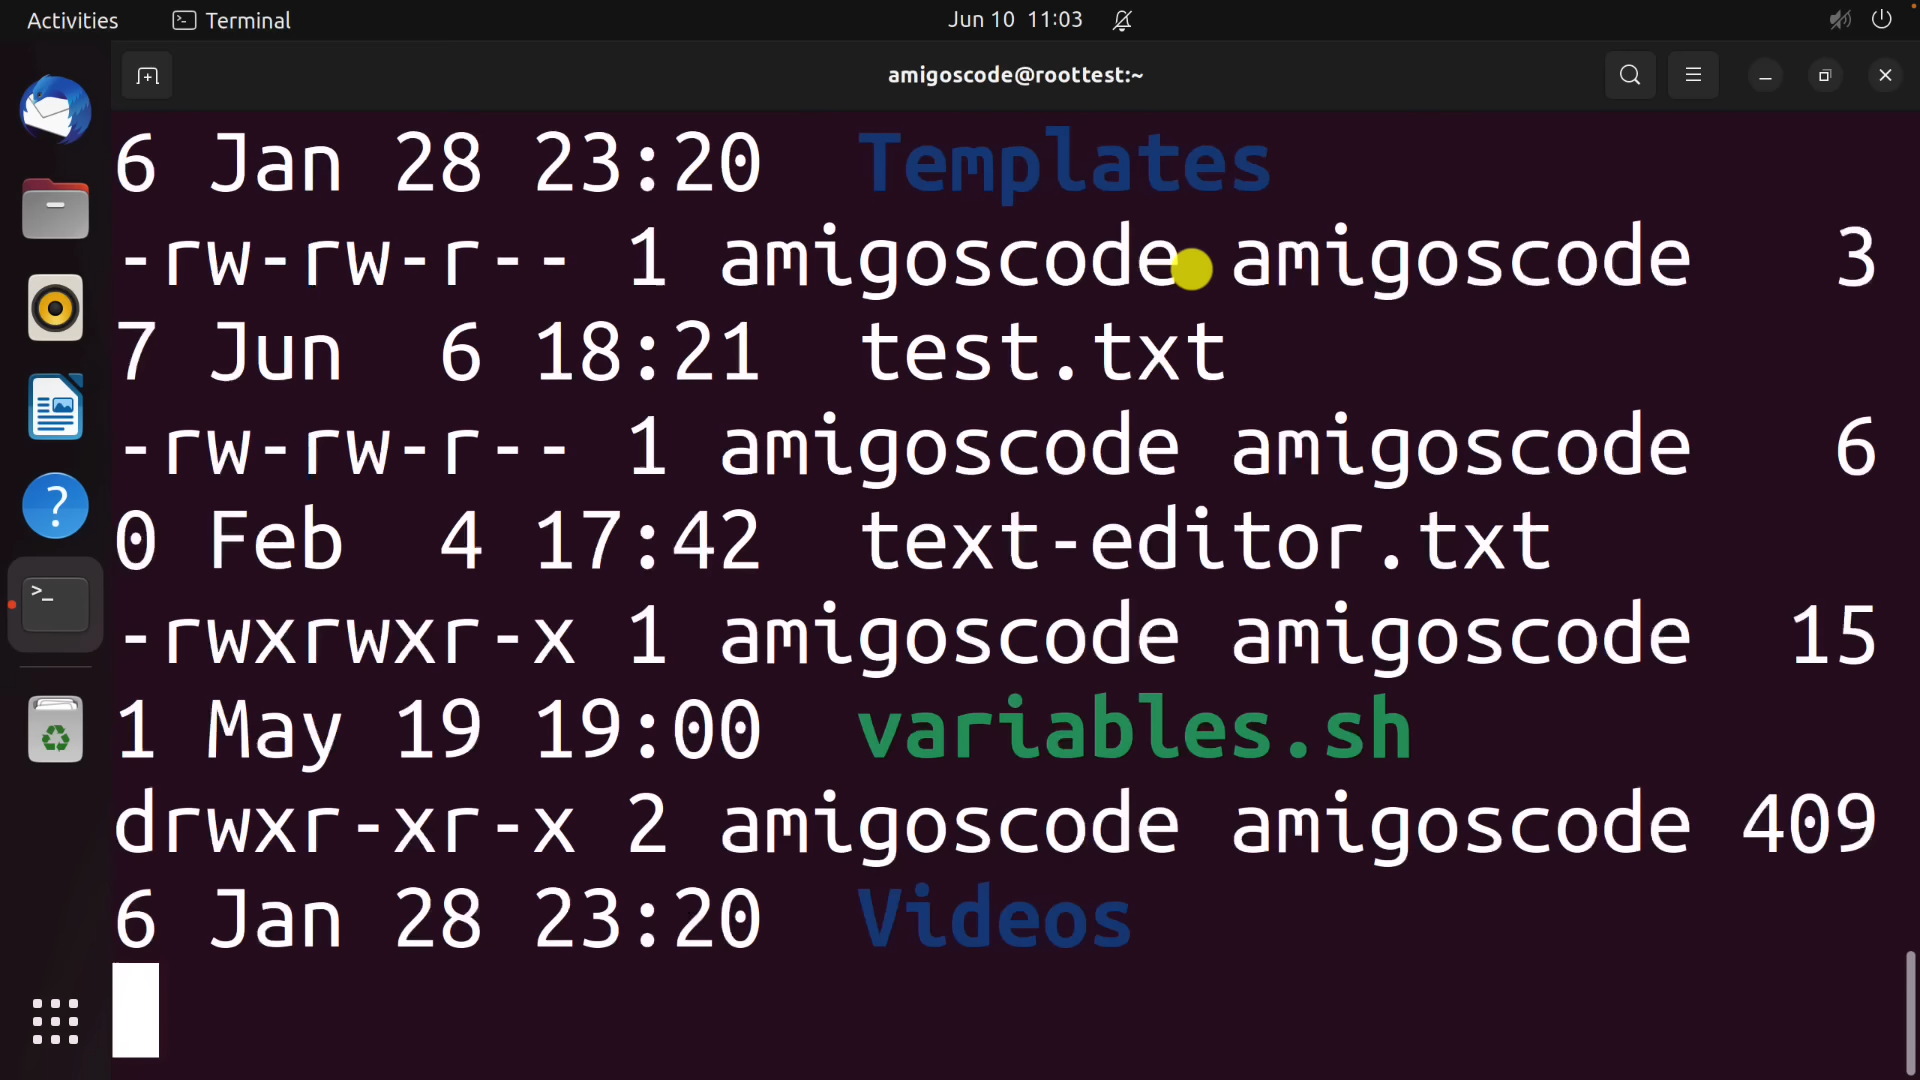 Activities Terminal Jun 10 11:03
amigoscode@roottest:~
6 Jan 28 23:20 Templates
-rw-rw-r-- 1 amigoscode amigoscode 3
7 Jun 6 18:21 test.txt
-rw-rw-r-- 1 amigoscode amigoscode 6
0 Feb 4 17:42 text-editor.txt
-rwxrwxr-x 1 amigoscode amigoscode 15
1 May 19 19:00 variables.sh
drwxr-xr-x 2 amigoscode amigoscode 409
6 Jan 28 23:20 Videos